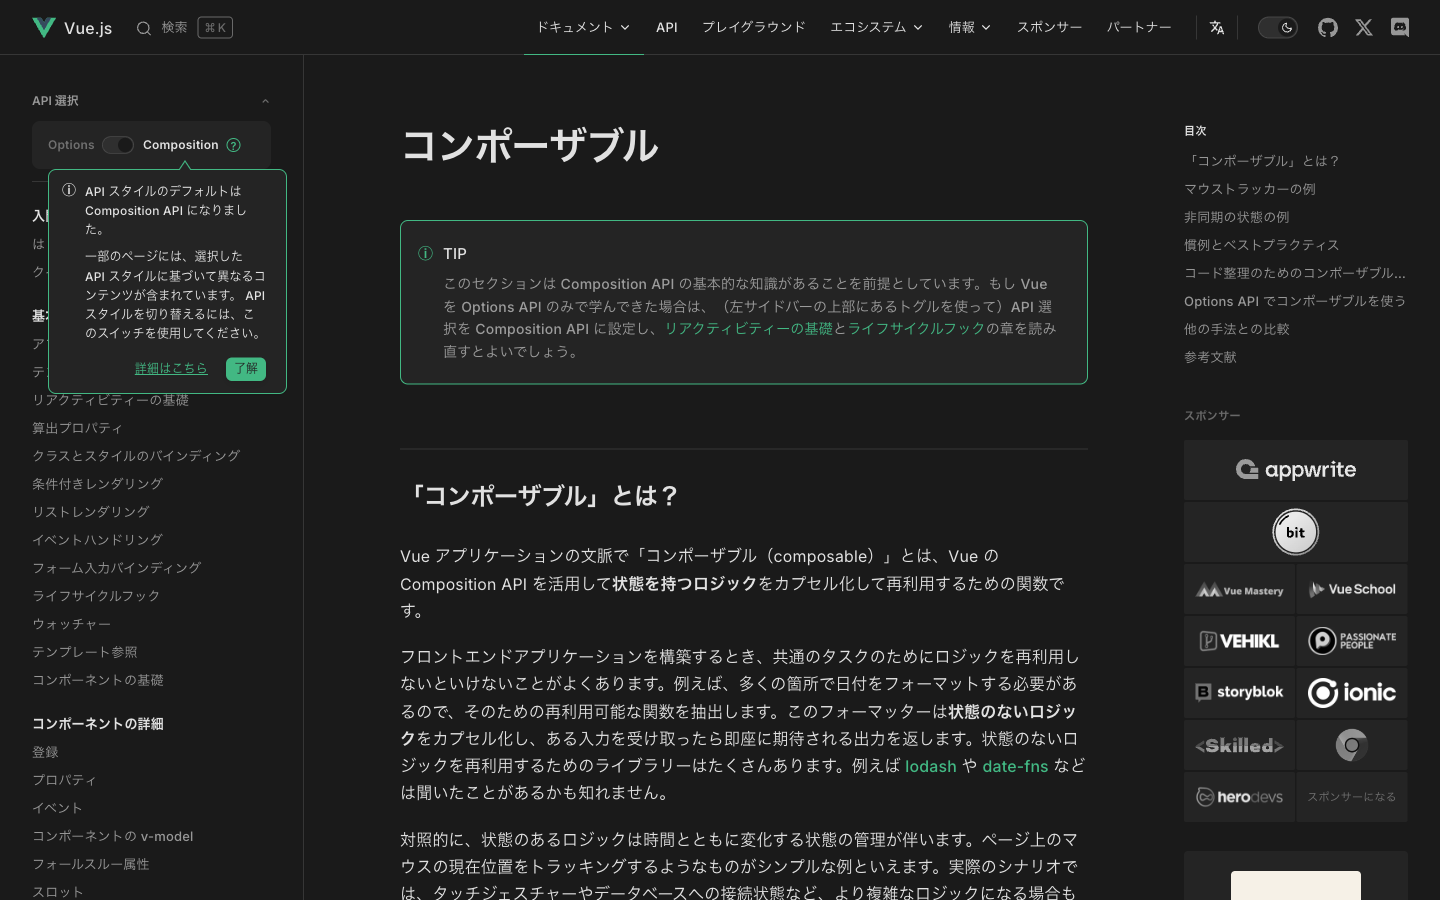 Vue.js
検索
⌘ K
ドキュメント
API
プレイグラウンド
エコシステム
情報
スポンサー
パートナー
API 選択
Options
Composition
?
API スタイルのデフォルトは
Composition API になりまし
た。
一部のページには、選択した
API スタイルに基づいて異なるコ
ンテンツが含まれています。 API
スタイルを切り替えるには、こ
のスイッチを使用してください。
詳細はこちら
了解
リアクティビティーの基礎
算出プロパティ
クラスとスタイルのバインディング
条件付きレンダリング
リストレンダリング
イベントハンドリング
フォーム入力バインディング
ライフサイクルフック
ウォッチャー
テンプレート参照
コンポーネントの基礎
コンポーネントの詳細
登録
プロパティ
イベント
コンポーネントの v-model
フォールスルー属性
スロット
コンポーザブル
TIP
このセクションは Composition API の基本的な知識があることを前提としています。もし Vue
を Options API のみで学んできた場合は、（左サイドバーの上部にあるトグルを使って）API 選
択を Composition API に設定し、リアクティビティーの基礎とライフサイクルフックの章を読み
直すとよいでしょう。
「コンポーザブル」とは？
Vue アプリケーションの文脈で「コンポーザブル（composable）」とは、Vue の
Composition API を活用して状態を持つロジックをカプセル化して再利用するための関数で
す。
フロントエンドアプリケーションを構築するとき、共通のタスクのためにロジックを再利用し
ないといけないことがよくあります。例えば、多くの箇所で日付をフォーマットする必要があ
るので、そのための再利用可能な関数を抽出します。このフォーマッターは状態のないロジッ
クをカプセル化し、ある入力を受け取ったら即座に期待される出力を返します。状態のないロ
ジックを再利用するためのライブラリーはたくさんあります。例えば lodash や date-fns など
は聞いたことがあるかも知れません。
対照的に、状態のあるロジックは時間とともに変化する状態の管理が伴います。ページ上のマ
ウスの現在位置をトラッキングするようなものがシンプルな例といえます。実際のシナリオで
は、タッチジェスチャーやデータベースへの接続状態など、より複雑なロジックになる場合も
目次
「コンポーザブル」とは？
マウストラッカーの例
非同期の状態の例
慣例とベストプラクティス
コード整理のためのコンポーザブル...
Options API でコンポーザブルを使う
他の手法との比較
参考文献
スポンサー
appwrite
bit
Vue Mastery
Vue School
VEHIKL
PASSIONATE
PEOPLE
storyblok
ionic
<Skilled>
herodevs
スポンサーになる